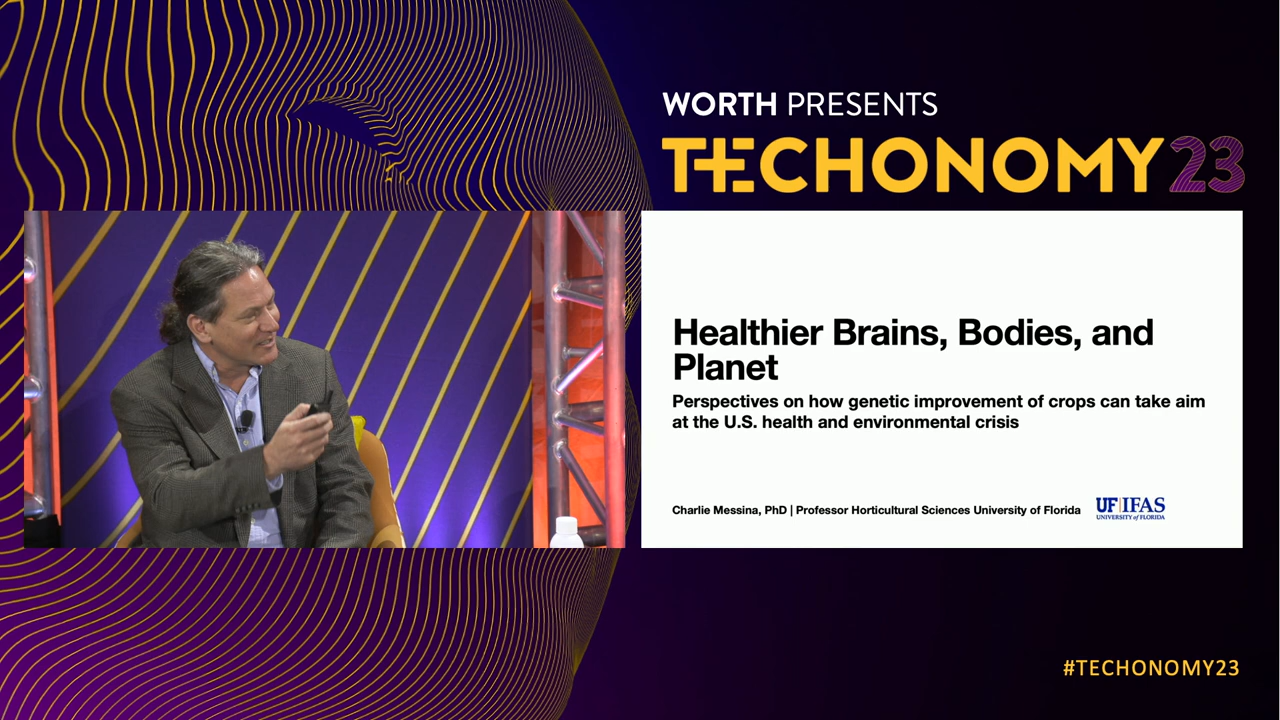 WORTH PRESENTS
TECHONOMY23
Healthier Brains, Bodies, and
Planet
Perspectives on how genetic improvement of crops can take aim
at the U.S. health and environmental crisis
Charlie Messina, PhD | Professor Horticultural Sciences University of Florida
UF|IFAS
UNIVERSITY of FLORIDA
#TECHONOMY23